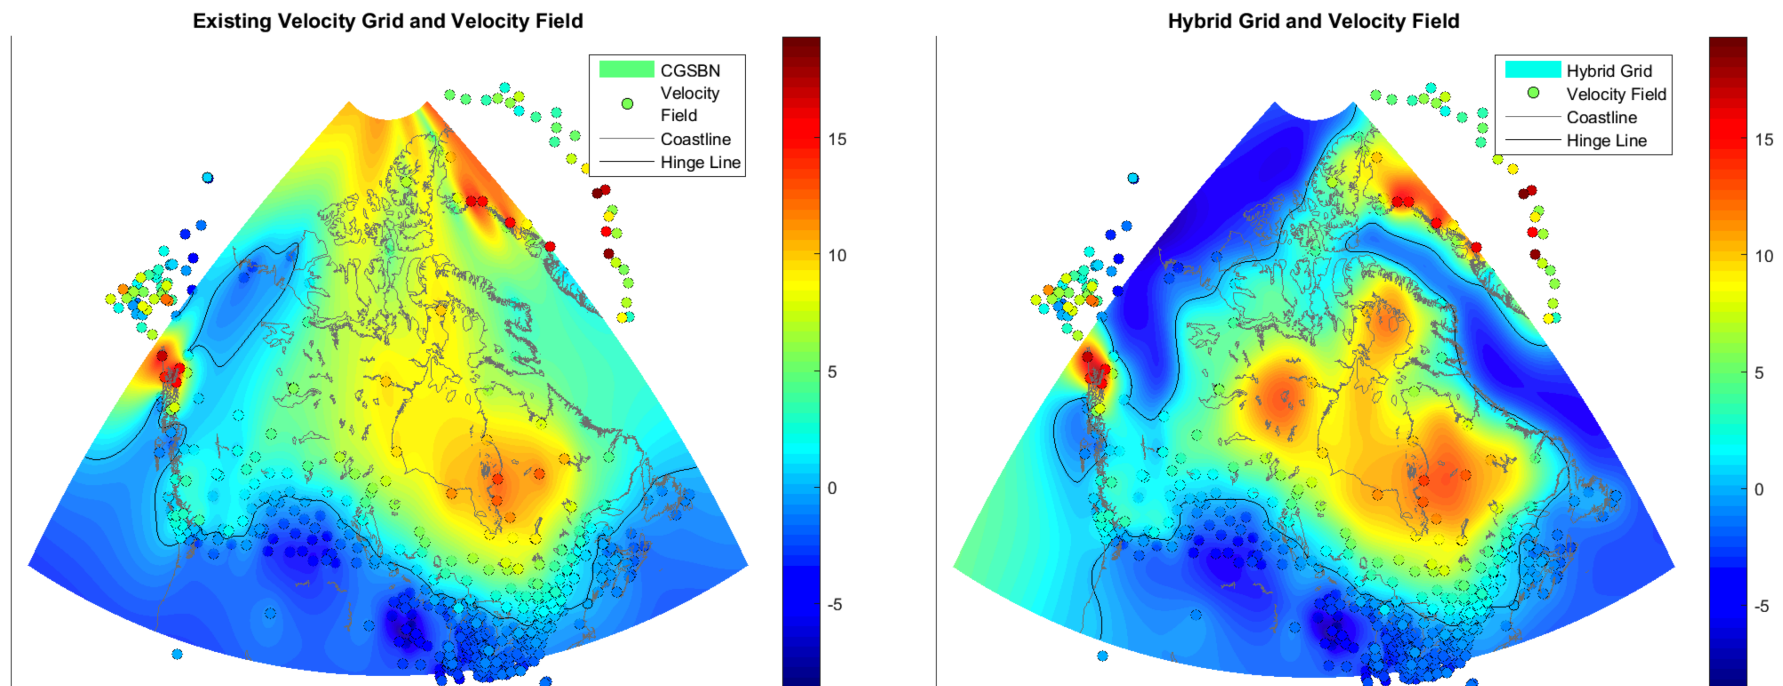 Existing Velocity Grid and Velocity Field
CGSBN
Velocity
Field
Coastline
Hinge Line
15
10
5
0
-5
Hybrid Grid and Velocity Field
Hybrid Grid
Velocity Field
Coastline
Hinge Line
15
10
5
0
-5